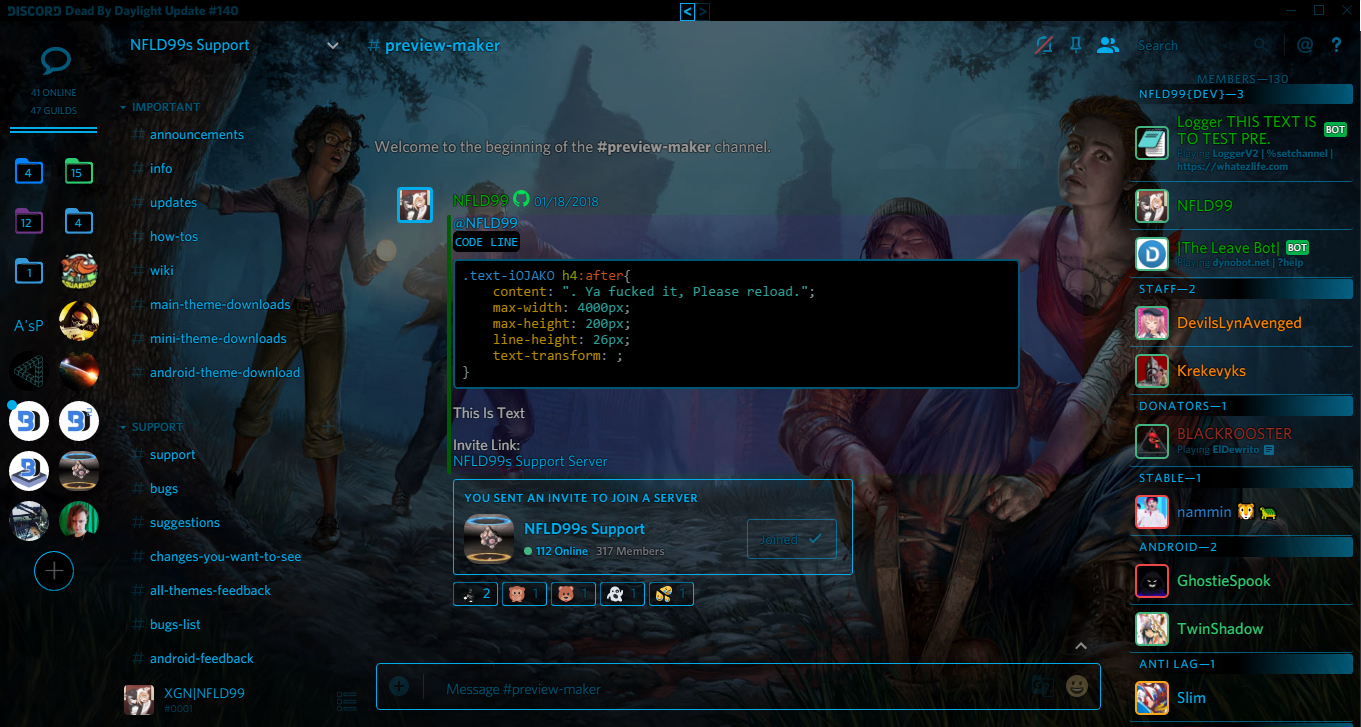 DISCORD Dead By Daylight Update #140
< >
NFLD99s Support
# preview-maker
Search
@ ?
41 ONLINE
47 GUILDS
4
15
12
4
1
A'sP
IMPORTANT
# announcements
# info
# updates
# how-tos
# wiki
# main-theme-downloads
# mini-theme-downloads
# android-theme-download
SUPPORT
# support
# bugs
# suggestions
# changes-you-want-to-see
# all-themes-feedback
# bugs-list
# android-feedback
XGN|NFLD99
#0001
Welcome to the beginning of the #preview-maker channel.
NFLD99 01/18/2018
@NFLD99
CODE LINE
.text-iOJAKO h4:after{
content: ". Ya fucked it, Please reload.";
max-width: 4000px;
max-height: 200px;
line-height: 26px;
text-transform: ;
}
This Is Text
Invite Link:
NFLD99s Support Server
YOU SENT AN INVITE TO JOIN A SERVER
NFLD99s Support
112 Online 317 Members
Joined
2 1 1 1 1
Message #preview-maker
MEMBERS—130
NFLD99{DEV}—3
Logger THIS TEXT IS
TO TEST PRE. BOT
Playing LoggerV2 | %setchannel |
https://whatezlife.com
NFLD99
|The Leave Bot| BOT
Playing dynobot.net | ?help
STAFF—2
DevilsLynAvenged
Krekevyks
DONATORS—1
BLACKROOSTER
Playing ElDewrito
STABLE—1
nammin
ANDROID—2
GhostieSpook
TwinShadow
ANTI LAG—1
Slim